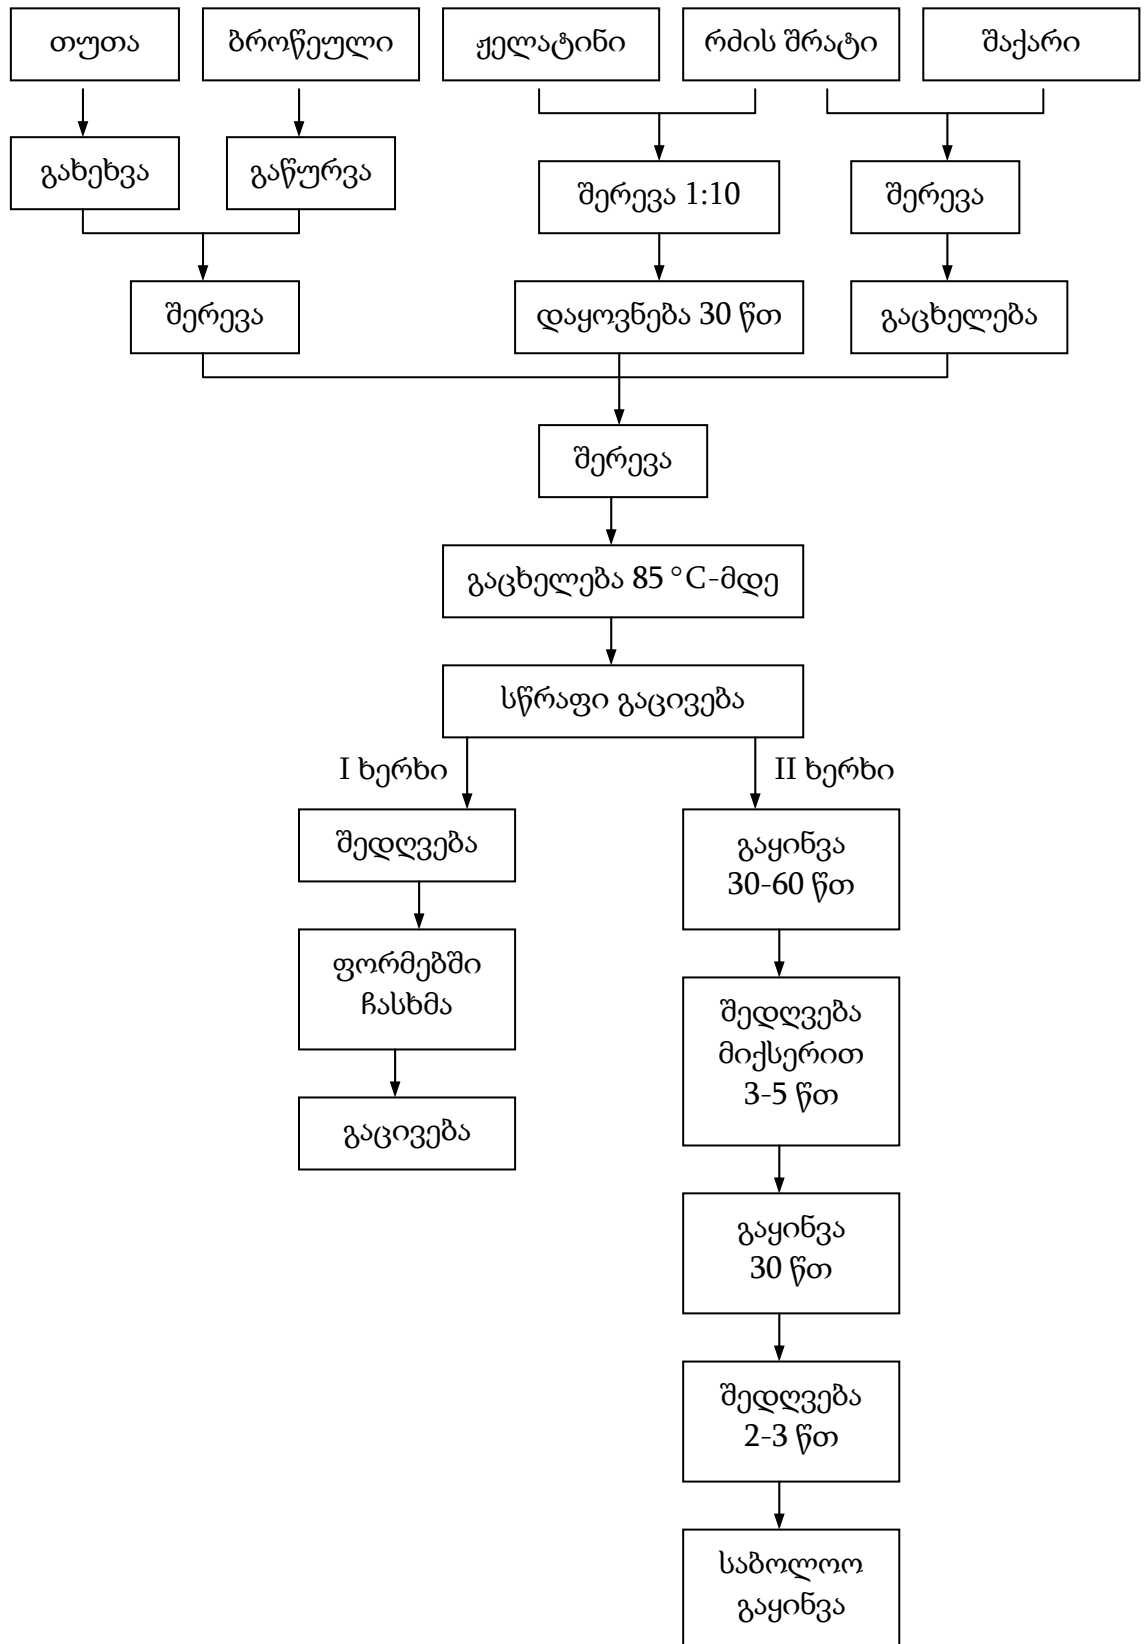 თუთა
ბროწეული
ჟელატინი
რძის შრატი
შაქარი
გახეხვა
გაწურვა
შერევა 1:10
შერევა
შერევა
დაყოვნება 30 წთ
გაცხელება
შერევა
გაცხელება 85 °C-მდე
სწრაფი გაცივება
I ხერხი
II ხერხი
შედღვება
გაყინვა
30-60 წთ
ფორმებში
ჩასხმა
შედღვება
მიქსერით
3-5 წთ
გაცივება
გაყინვა
30 წთ
შედღვება
2-3 წთ
საბოლოო
გაყინვა